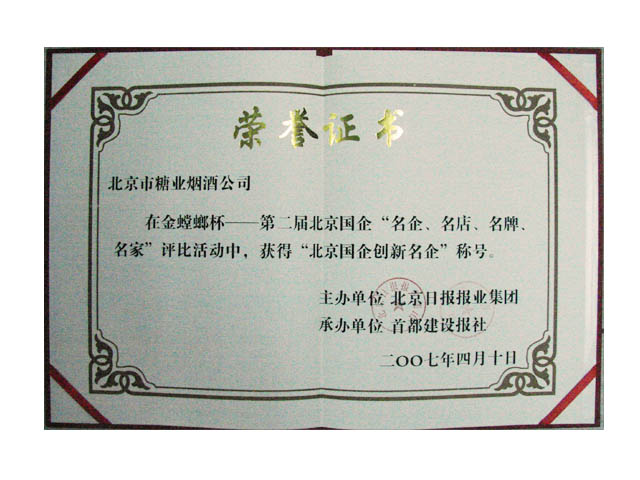 荣誉证书
北京市糖业烟酒公司
在金螳螂杯——第二届北京国企“名企、名店、名牌、
名家”评比活动中，获得“北京国企创新名企”称号。
主办单位 北京日报报业集团
承办单位 首都建设报社
二〇〇七年四月十日